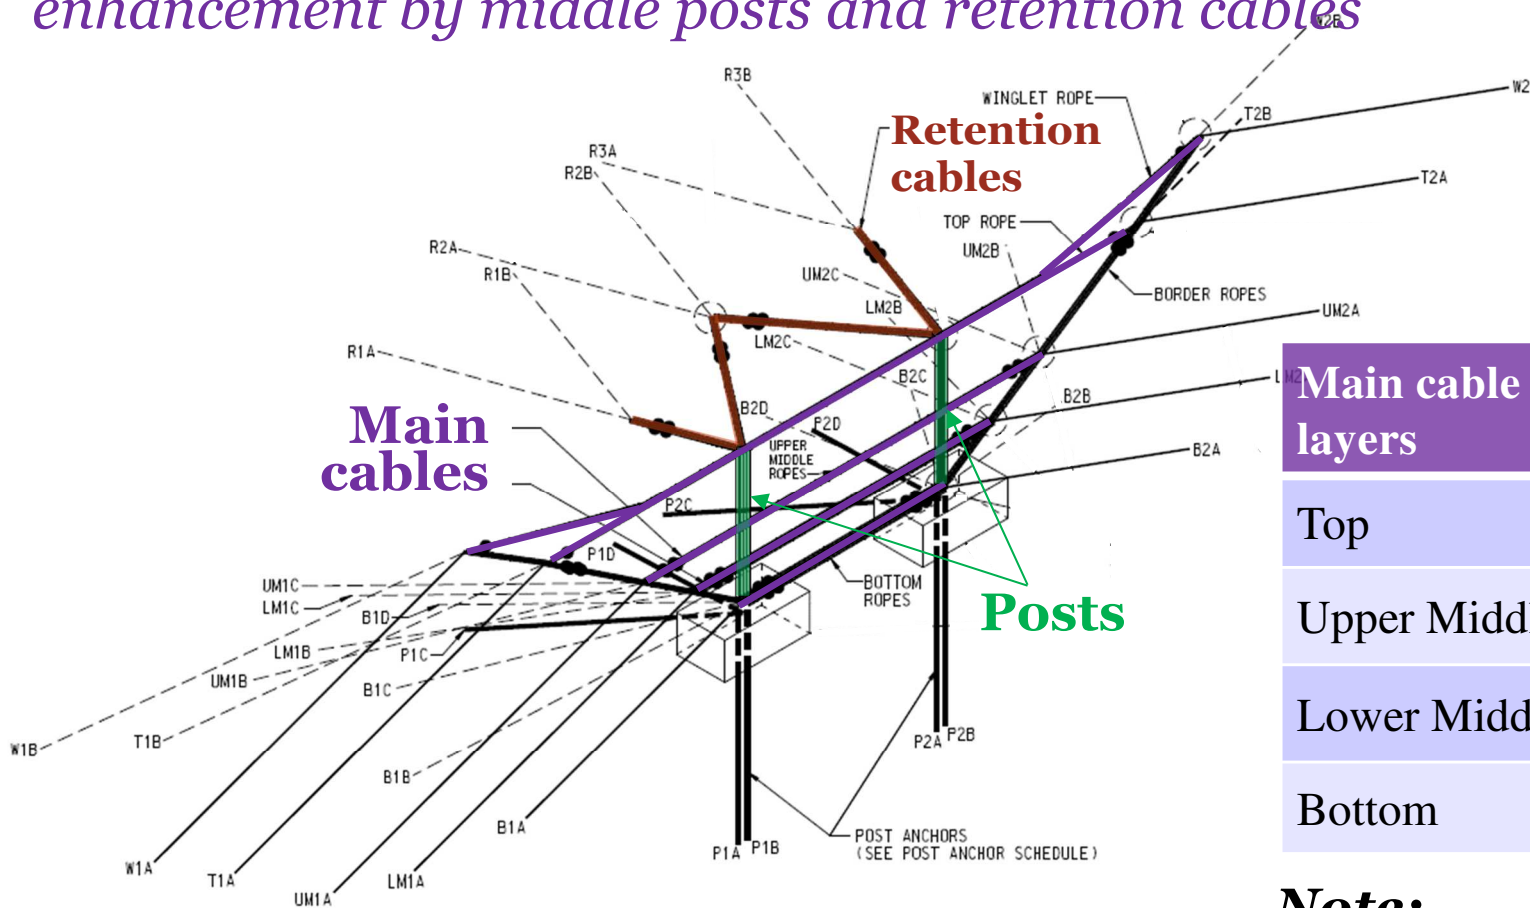 enhancement by middle posts and retention cables
W2B
R3B
WINGLET ROPE
W2
T2B
Retention
cables
R3A
R2B
T2A
TOP ROPE
UM2B
R2A
R1B
UM2C
LM2B
BORDER ROPES
UM2A
LM2C
R1A
B2C
LM2
Main cable
layers
B2B
B2D
Main
cables
P2D
UPPER
MIDDLE
ROPES
B2A
P2C
Top
P1D
UM1C
LM1C
B1D
BOTTOM
ROPES
Posts
Upper Midd
LM1B
P1C
UM1B
B1C
Lower Midd
W1B
T1B
P2A
P2B
B1B
Bottom
B1A
POST ANCHORS
(SEE POST ANCHOR SCHEDULE)
P1A
P1B
W1A
T1A
LM1A
UM1A
Note: